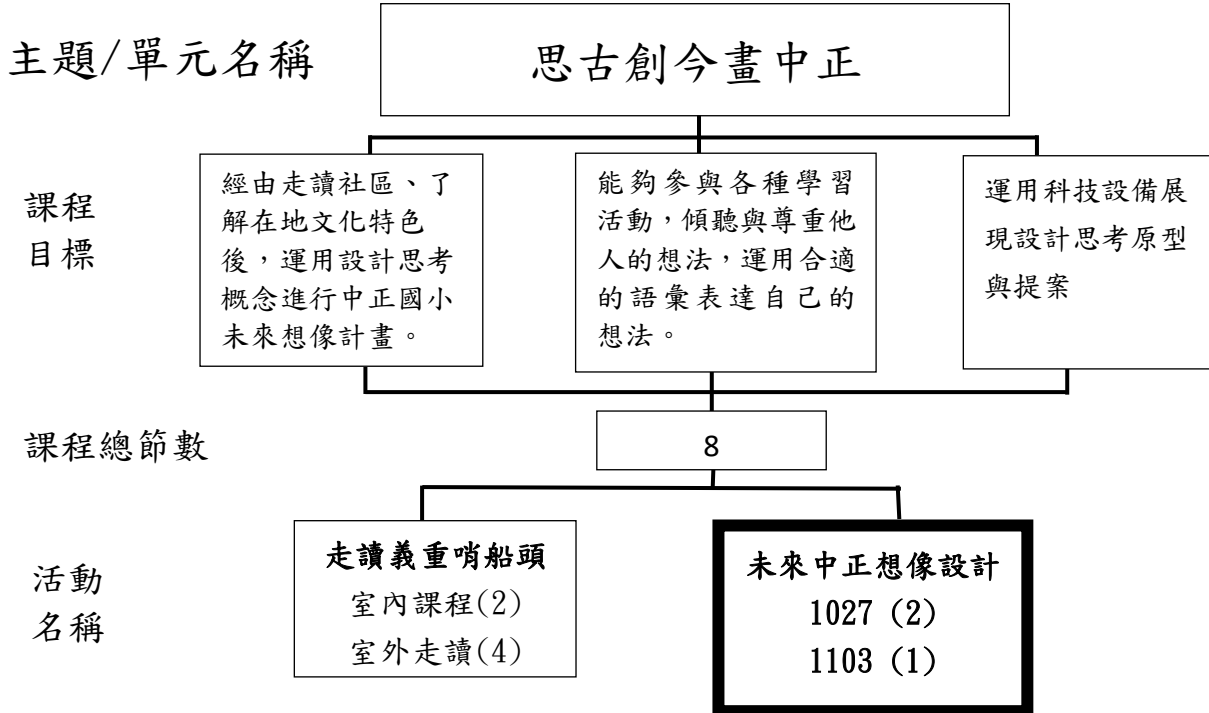 主題/單元名稱
思古創今畫中正
課程
目標
經由走讀社區、了
解在地文化特色
後，運用設計思考
概念進行中正國小
未來想像計畫。
能夠參與各種學習
活動，傾聽與尊重他
人的想法，運用合適
的語彙表達自己的
想法。
運用科技設備展
現設計思考原型
與提案
課程總節數
8
活動
名稱
走讀義重哨船頭
室內課程(2)
室外走讀(4)
未來中正想像設計
1027 (2)
1103 (1)